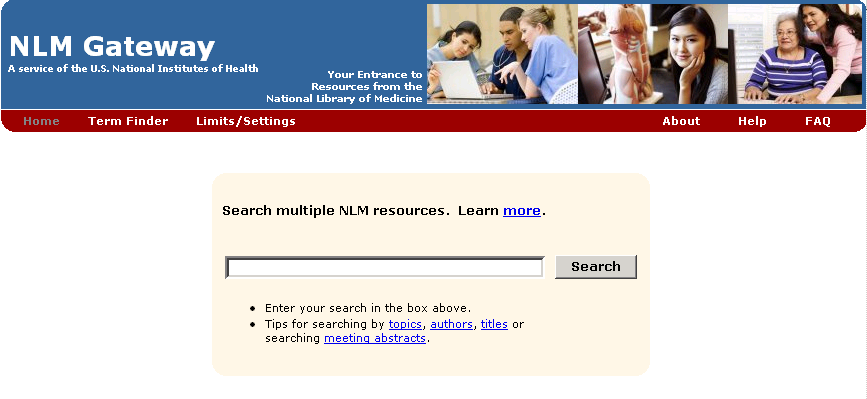 NLM Gateway
A service of the U.S. National Institutes of Health
Your Entrance to
Resources from the
National Library of Medicine
Home Term Finder Limits/Settings About Help FAQ
Search multiple NLM resources. Learn more.
Search
• Enter your search in the box above.
• Tips for searching by topics, authors, titles or
searching meeting abstracts.